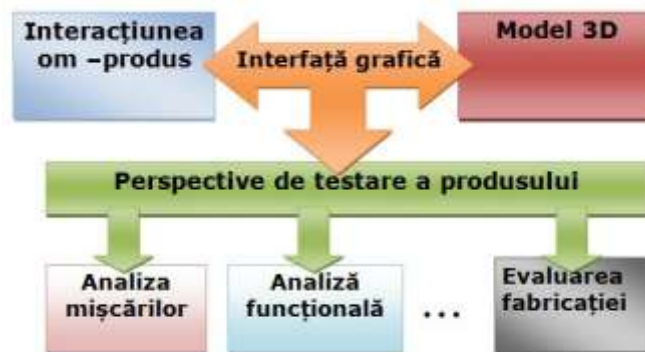 Interacțiunea
om –produs
Interfață grafică
Model 3D
Perspective de testare a produsului
Analiza
mișcărilor
Analiză
funcțională
...
Evaluarea
fabricației